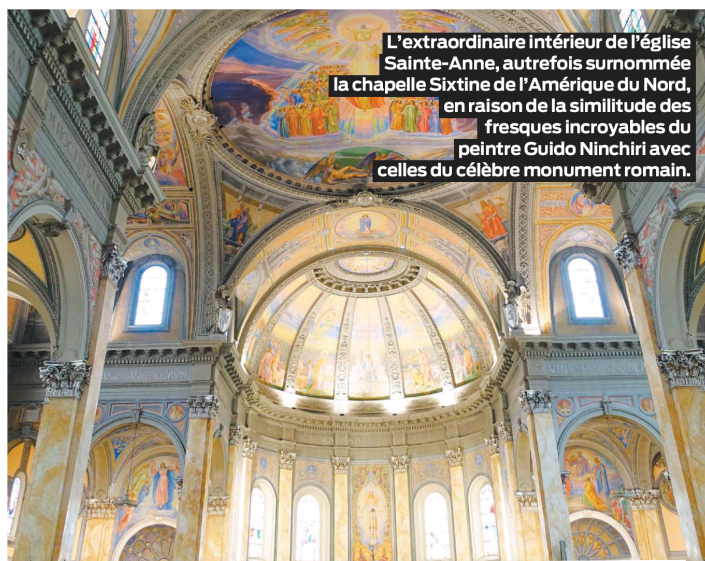 L’extraordinaire intérieur de l’église
Sainte-Anne, autrefois surnommée
la chapelle Sixtine de l’Amérique du Nord,
en raison de la similitude des
fresques incroyables du
peintre Guido Ninchiri avec
celles du célèbre monument romain.